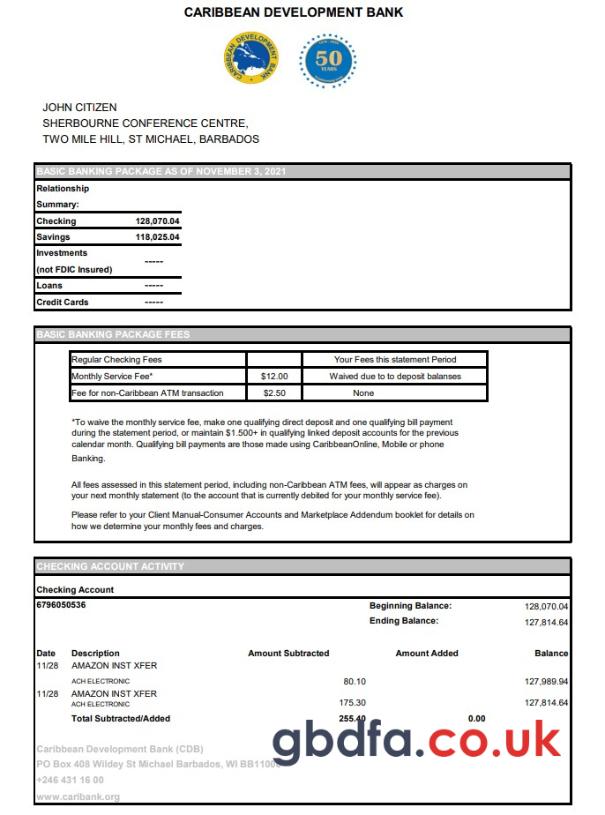 CARIBBEAN DEVELOPMENT BANK
CARIBBEAN DEVELOPMENT BANK
50
YEARS
JOHN CITIZEN
SHERBOURNE CONFERENCE CENTRE,
TWO MILE HILL, ST MICHAEL, BARBADOS
BASIC BANKING PACKAGE AS OF NOVEMBER 3, 2021
Relationship
Summary:
Checking 128,070.04
Savings 118,025.04
Investments
(not FDIC Insured) -----
Loans -----
Credit Cards -----
BASIC BANKING PACKAGE FEES
Regular Checking Fees Your Fees this statement Period
Monthly Service Fee* $12.00 Waived due to to deposit balanses
Fee for non-Caribbean ATM transaction $2.50 None
*To waive the monthly service fee, make one qualifying direct deposit and one qualifying bill payment
during the statement period, or maintain $1.500+ in qualifying linked deposit accounts for the previous
calendar month. Qualifying bill payments are those made using CaribbeanOnline, Mobile or phone
Banking.
All fees assessed in this statement period, including non-Caribbean ATM fees, will appear as charges on
your next monthly statement (to the account that is currently debited for your monthly service fee).
Please refer to your Client Manual-Consumer Accounts and Marketplace Addendum booklet for details on
how we determine your monthly fees and charges.
CHECKING ACCOUNT ACTIVITY
Checking Account
6796050536 Beginning Balance: 128,070.04
Ending Balance: 127,814.64
Date Description Amount Subtracted Amount Added Balance
11/28 AMAZON INST XFER
ACH ELECTRONIC 80.10 127,989.94
11/28 AMAZON INST XFER
ACH ELECTRONIC 175.30 127,814.64
Total Subtracted/Added 255.40 0.00
gbdfa.co.uk
Caribbean Development Bank (CDB)
PO Box 408 Wildey St Michael Barbados, WI BB11000
+246 431 16 00
www.caribank.org